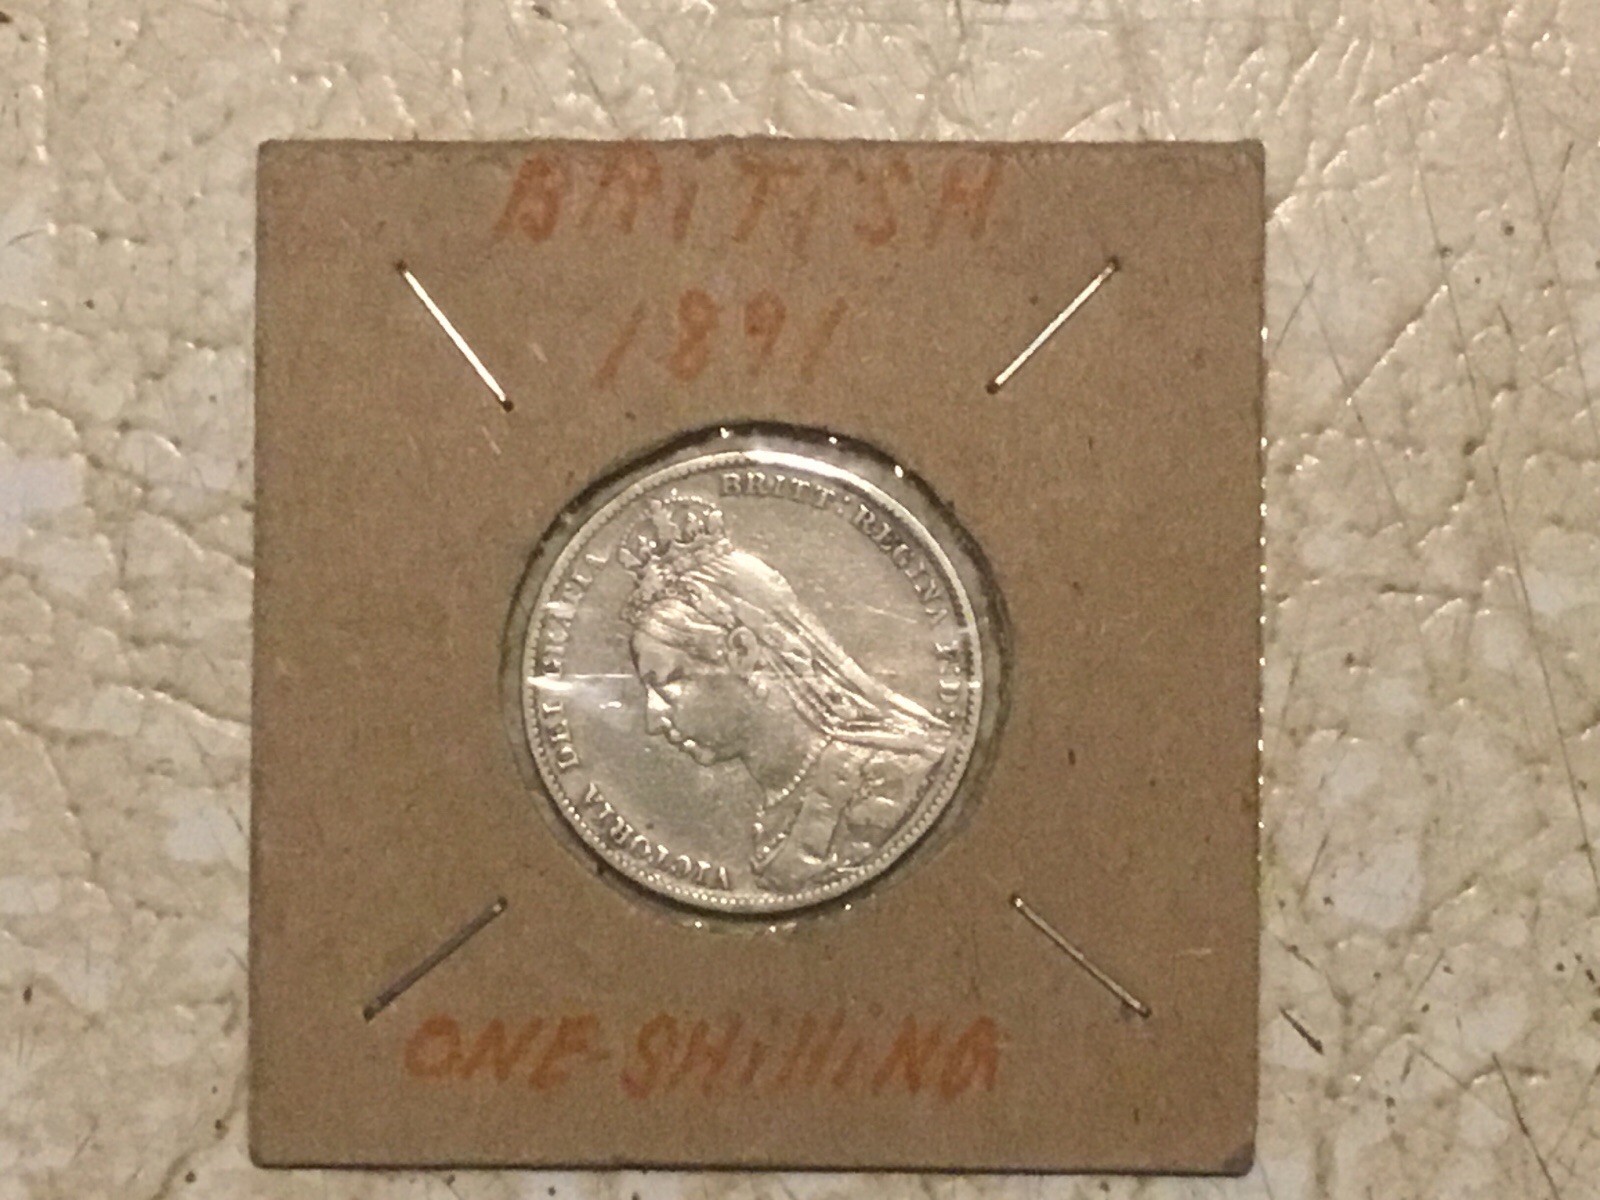 BRiTiSH
1891
VICTORIA DEI GRATIA BRITT: REGINA F:D:
ONE-SHilliNG